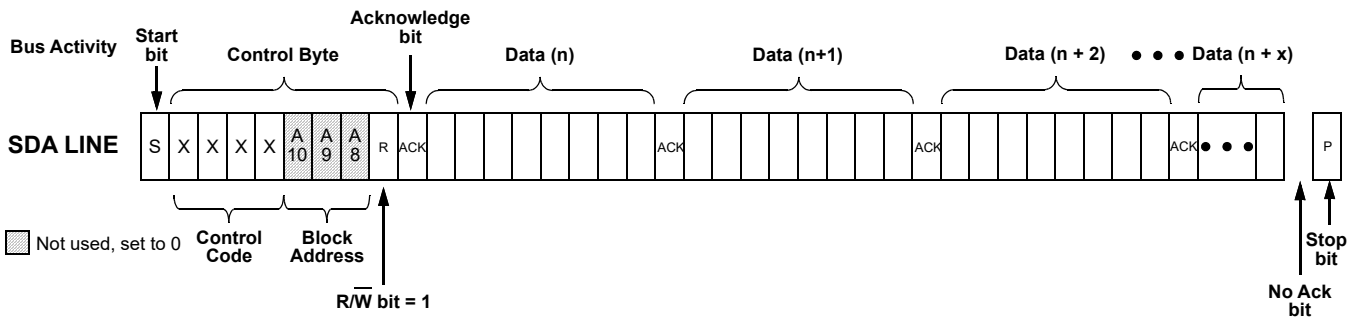 Bus Activity
Start
bit
Control Byte
Acknowledge
bit
Data (n)
Data (n+1)
Data (n + 2)
• • •
Data (n + x)
SDA LINE
S
X
X
X
X
A
10
A
9
A
8
R
ACK
ACK
ACK
ACK
• • •
P
Not used, set to 0
Control
Code
Block
Address
R/W̅ bit = 1
Stop
bit
No Ack
bit